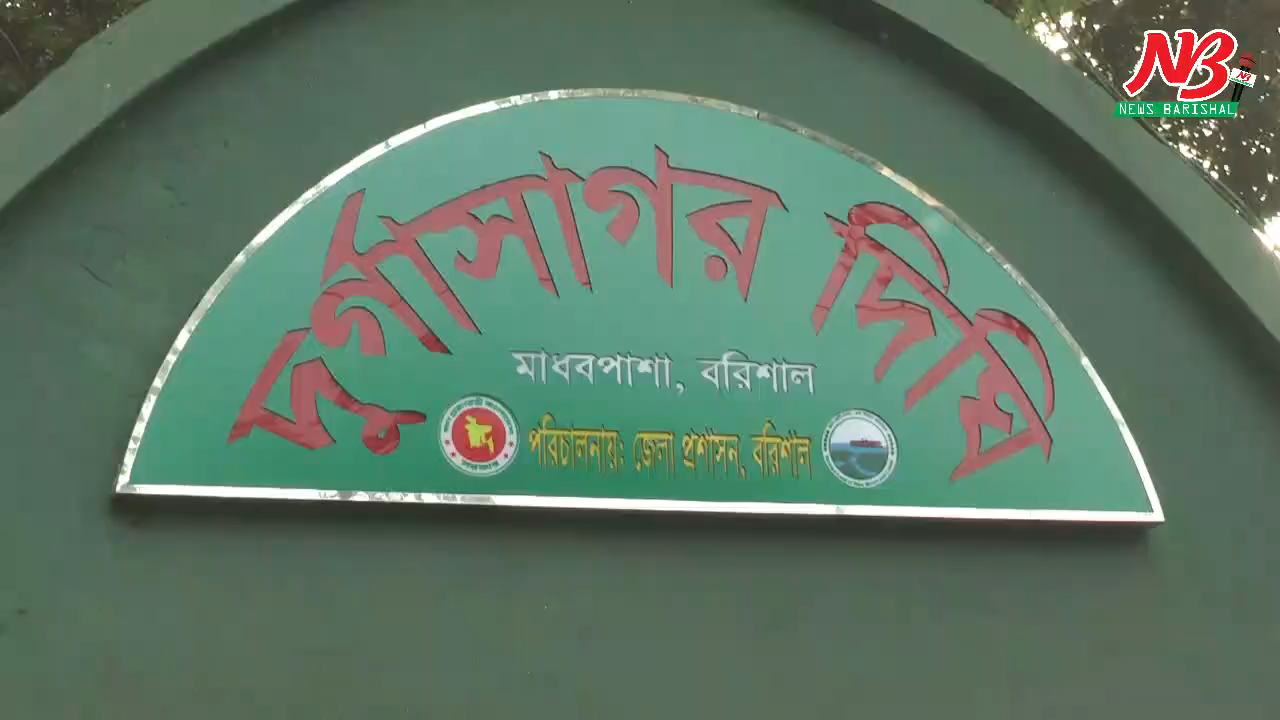 NB
NEWS BARISHAL
দুর্গাসাগর দিঘি
মাধবপাশা, বরিশাল
পরিচালনায়: জেলা প্রশাসন, বরিশাল